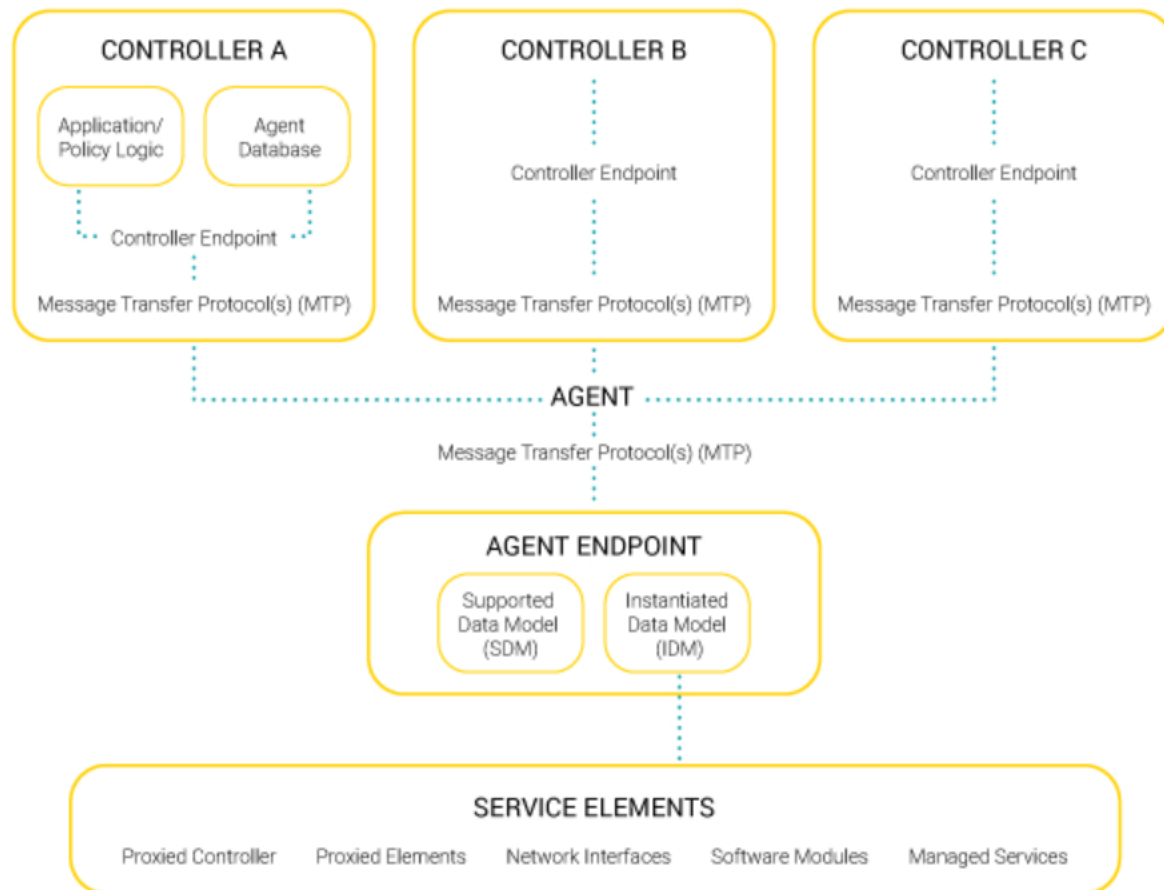 CONTROLLER A
Application/
Policy Logic
Agent
Database
Controller Endpoint
Message Transfer Protocol(s) (MTP)
CONTROLLER B
Controller Endpoint
Message Transfer Protocol(s) (MTP)
CONTROLLER C
Controller Endpoint
Message Transfer Protocol(s) (MTP)
AGENT
Message Transfer Protocol(s) (MTP)
AGENT ENDPOINT
Supported
Data Model
(SDM)
Instantiated
Data Model
(IDM)
SERVICE ELEMENTS
Proxied Controller
Proxied Elements
Network Interfaces
Software Modules
Managed Services